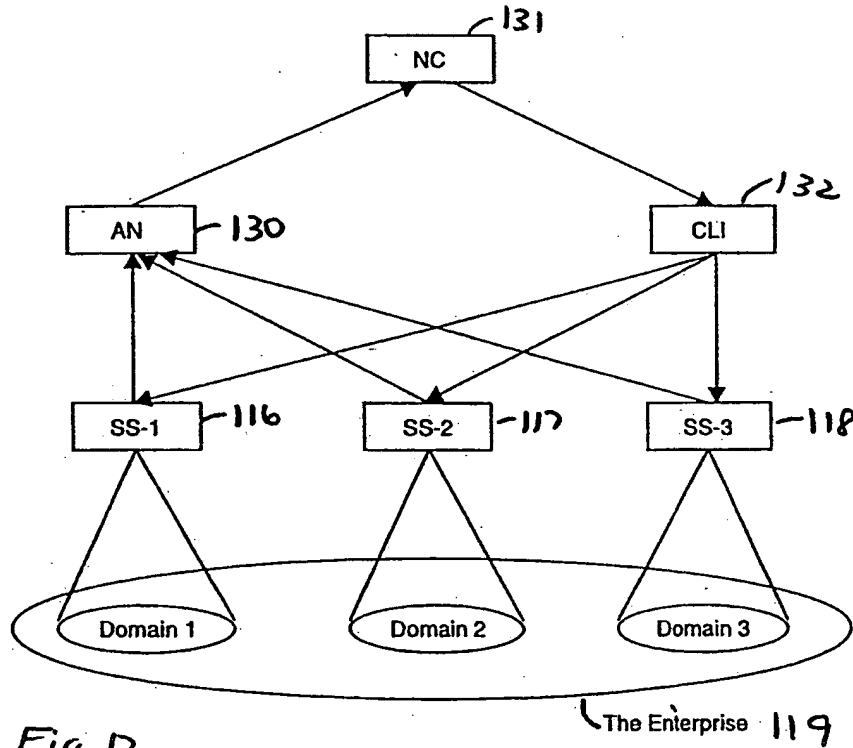 131
NC
132
AN
130
CLI
SS-1
116
SS-2
117
SS-3
118
Domain 1
Domain 2
Domain 3
The Enterprise 119
Fig. D